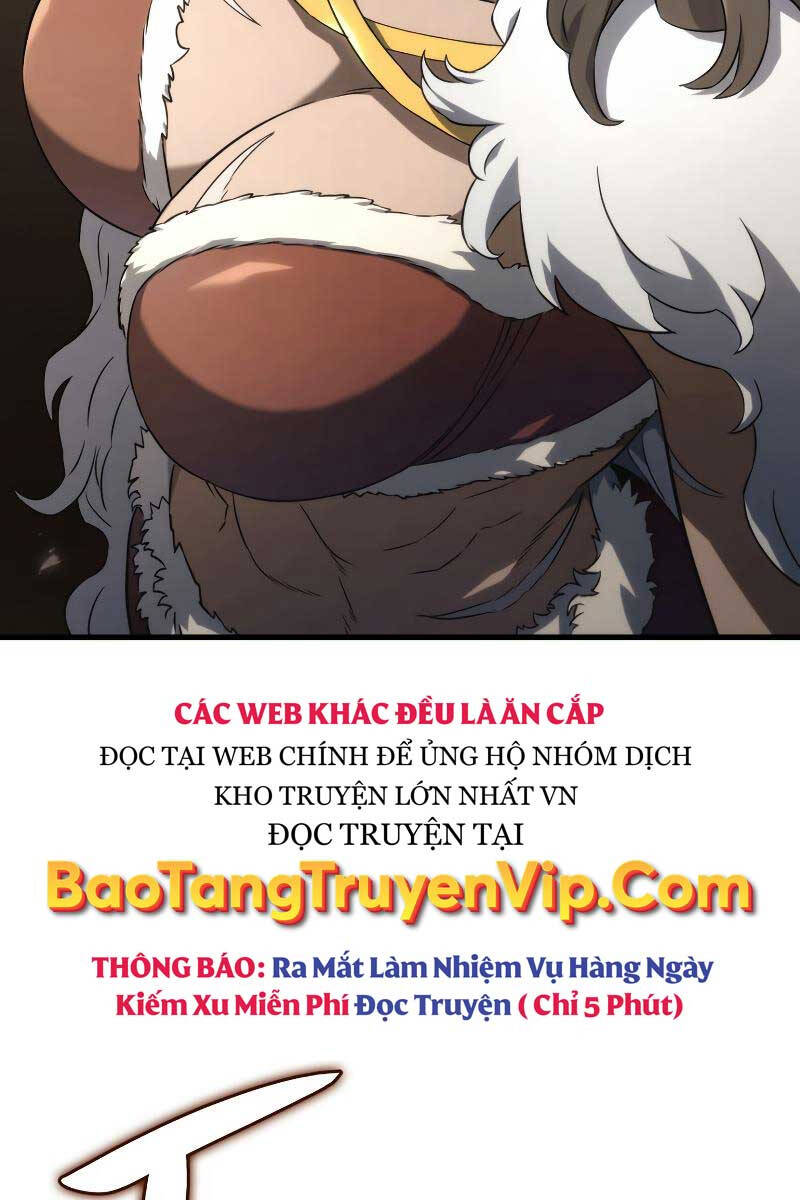 CÁC WEB KHÁC ĐỀU LÀ ĂN CẮP
ĐỌC TẠI WEB CHÍNH ĐỂ ỦNG HỘ NHÓM DỊCH
KHO TRUYỆN LỚN NHẤT VN
ĐỌC TRUYỆN TẠI
BaoTangTruyenVip.Com
THÔNG BÁO: Ra Mắt Làm Nhiệm Vụ Hàng Ngày
Kiếm Xu Miễn Phí Đọc Truyện ( Chỉ 5 Phút)